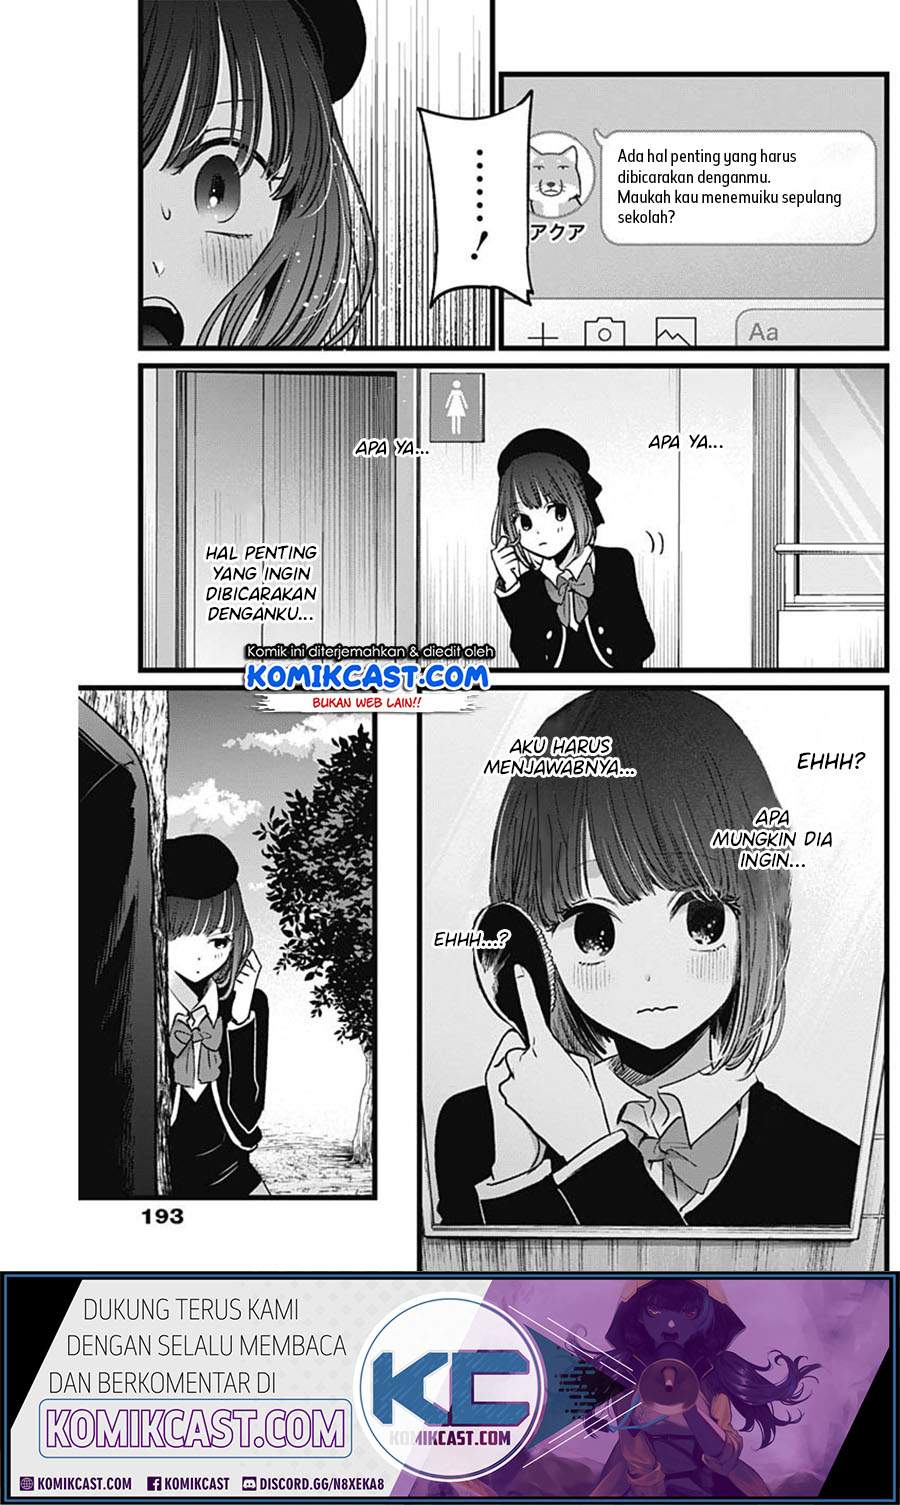 Ada hal penting yang harus
dibicarakan denganmu.
Maukah kau menemuiku sepulang
sekolah?
アクア
Aa
.......!
APA YA...
APA YA...
HAL PENTING
YANG INGIN
DIBICARAKAN
DENGANKU...
Komik ini diterjemahkan & diedit oleh
KOMIKCAST.COM
BUKAN WEB LAIN!!
EHHH?
AKU HARUS
MENJAWABNYA...
APA
MUNGKIN DIA
INGIN...
EHHH...?
193
DUKUNG TERUS KAMI
DENGAN SELALU MEMBACA
DAN BERKOMENTAR DI
KOMIKCAST.COM
KOMIKCAST.COM
KOMIKCAST
DISCORD.GG/N8XEKA8
KC
KOMIKCAST.COM